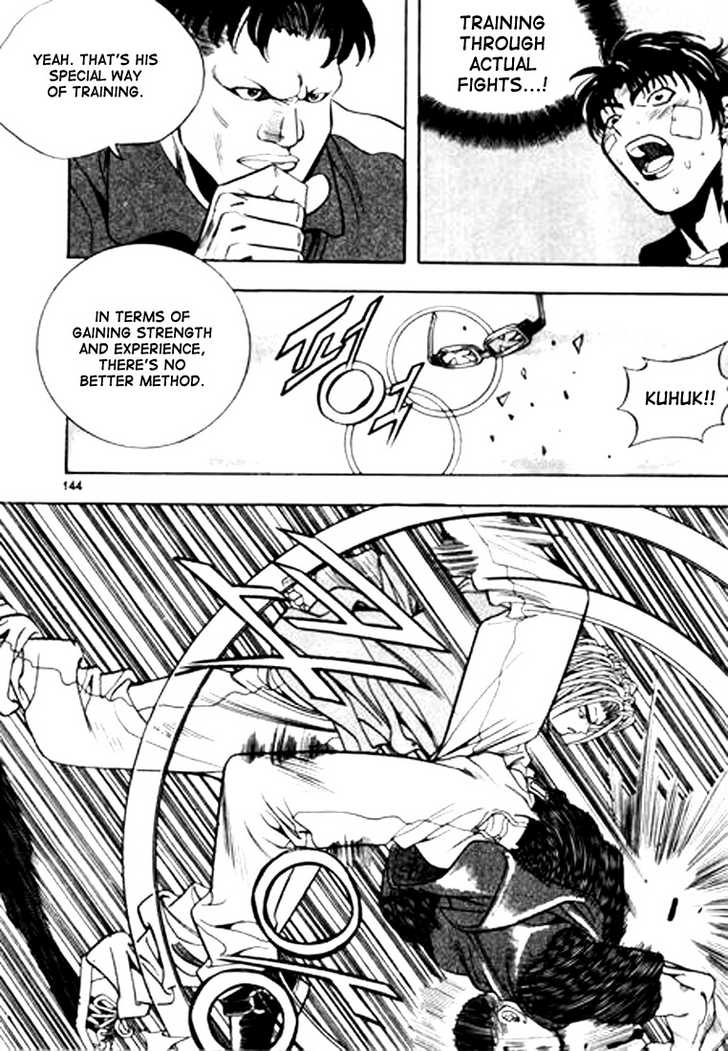 YEAH. THAT'S HIS
SPECIAL WAY
OF TRAINING.
TRAINING
THROUGH
ACTUAL
FIGHTS...!
IN TERMS OF
GAINING STRENGTH
AND EXPERIENCE,
THERE'S NO
BETTER METHOD.
KUHUK!!
144